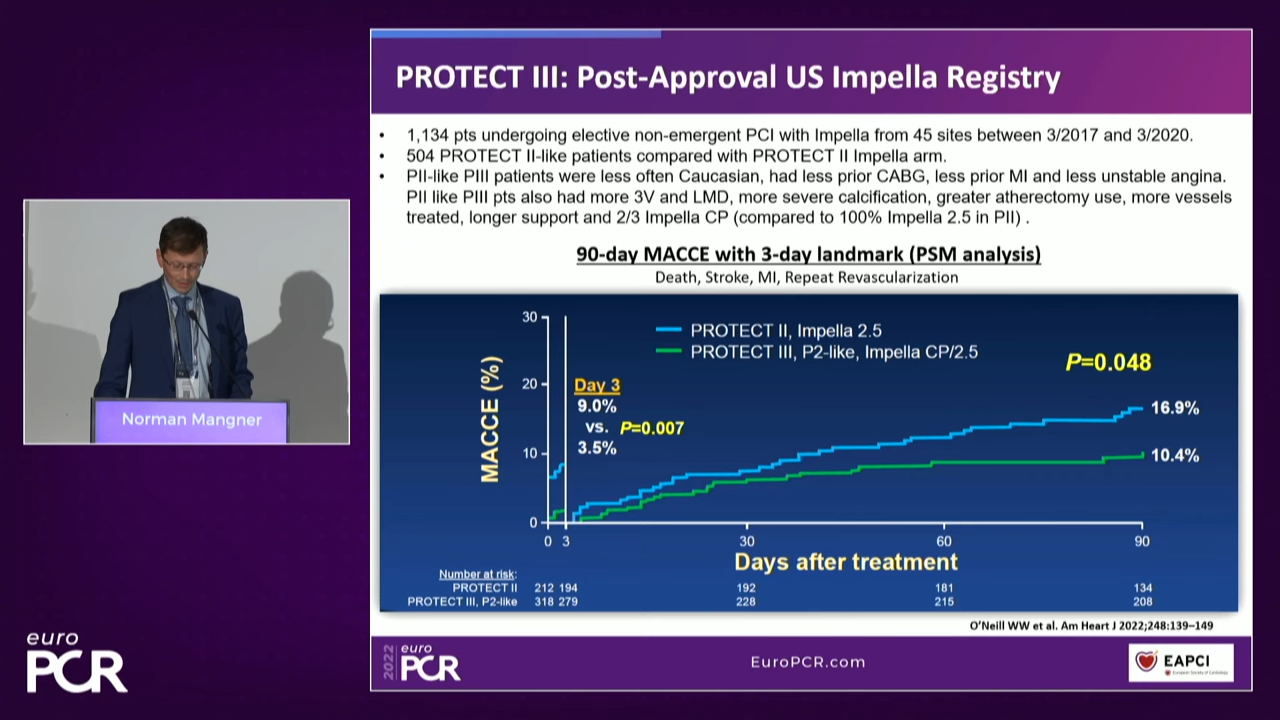 PROTECT III: Post-Approval US Impella Registry
• 1,134 pts undergoing elective non-emergent PCI with Impella from 45 sites between 3/2017 and 3/2020.
• 504 PROTECT II-like patients compared with PROTECT II Impella arm.
• PII-like PIII patients were less often Caucasian, had less prior CABG, less prior MI and less unstable angina.
PII like PIII pts also had more 3V and LMD, more severe calcification, greater atherectomy use, more vessels
treated, longer support and 2/3 Impella CP (compared to 100% Impella 2.5 in PII) .
90-day MACCE with 3-day landmark (PSM analysis)
Death, Stroke, MI, Repeat Revascularization
MACCE (%)
30
20
10
0
PROTECT II, Impella 2.5
PROTECT III, P2-like, Impella CP/2.5
P=0.048
Day 3
9.0%
vs. P=0.007
3.5%
16.9%
10.4%
0 3 30 60 90
Days after treatment
Number at risk:
PROTECT II 212 194 192 181 134
PROTECT III, P2-like 318 279 228 215 208
O'Neill WW et al. Am Heart J 2022;248:139–149
Norman Mangner
euro
PCR
2022 euro
PCR
EuroPCR.com
EAPCI